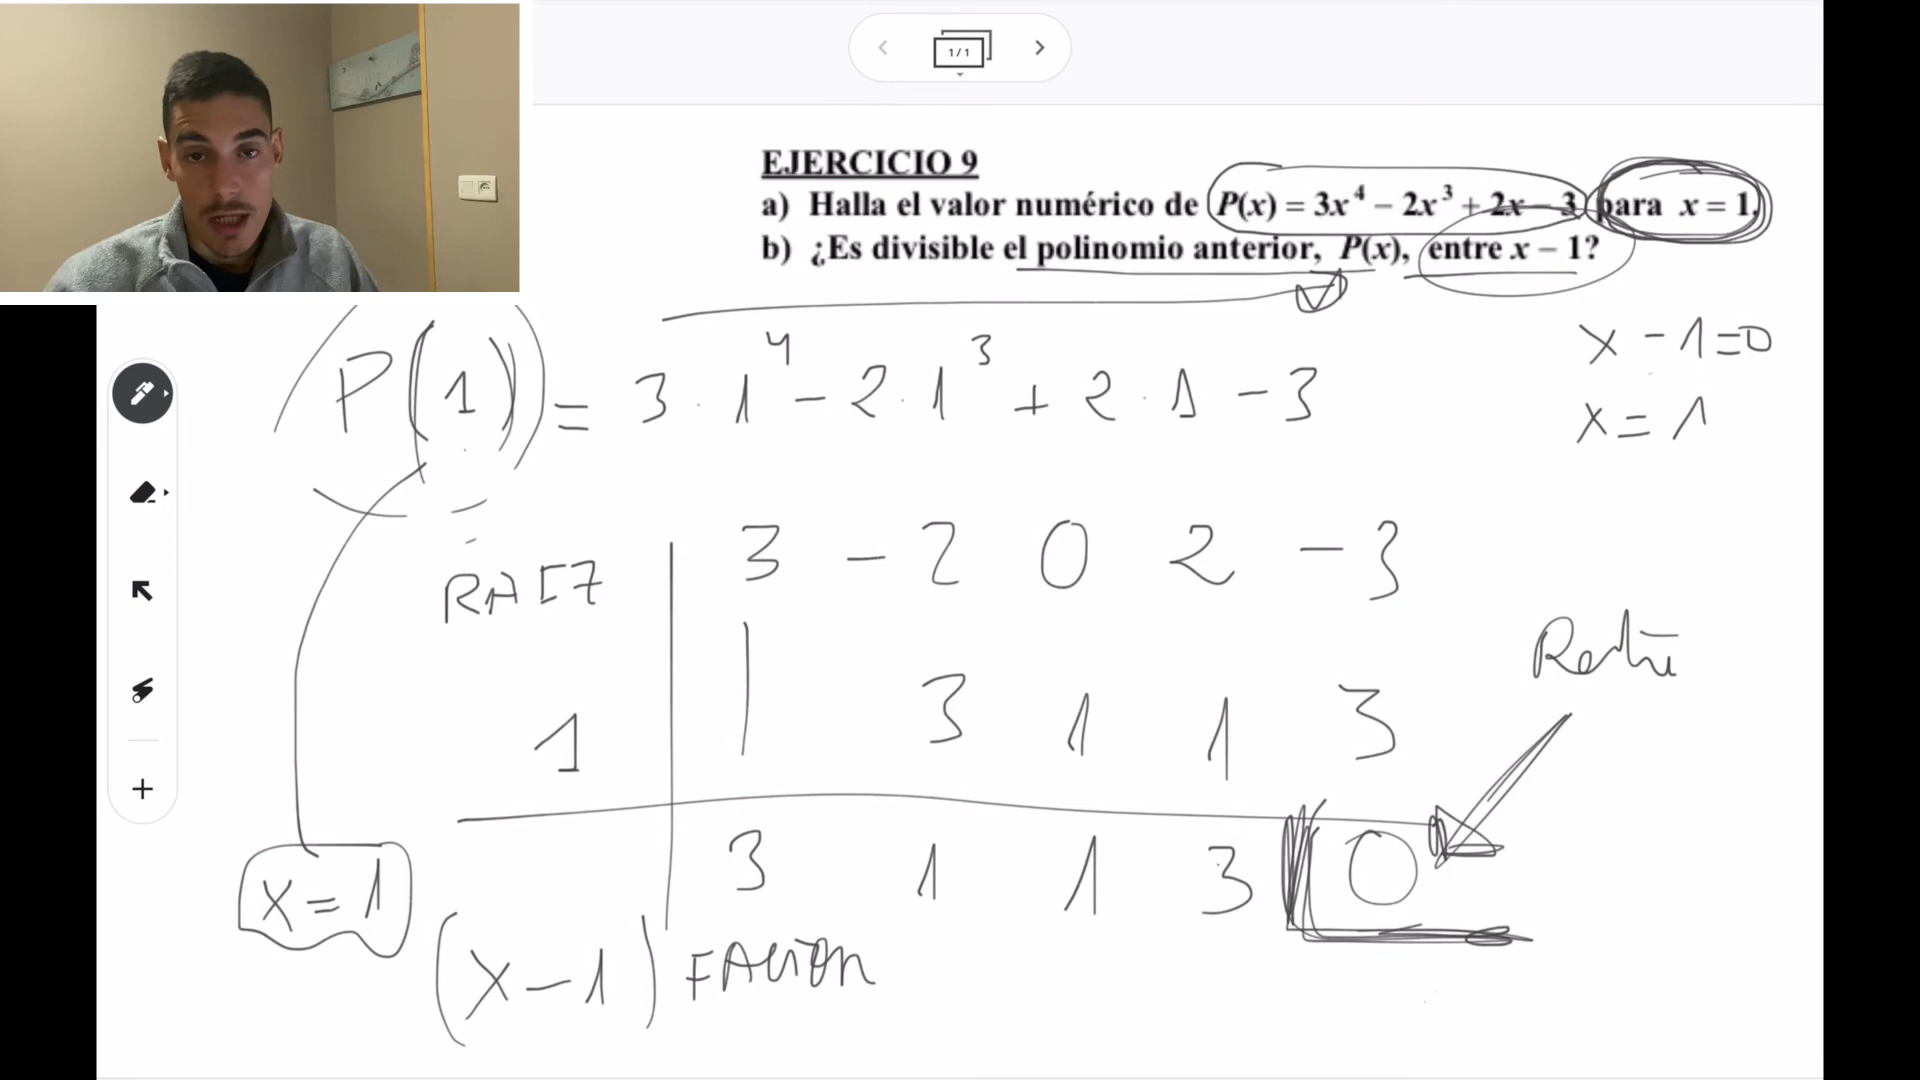 1/1
EJERCICIO 9
a) Halla el valor numérico de P(x) = 3x⁴ − 2x³ + 2x − 3 para x = 1.
b) ¿Es divisible el polinomio anterior, P(x), entre x − 1?
x - 1 = 0
P(1) = 3 · 1⁴ - 2 · 1³ + 2 · 1 - 3
x = 1
3 -2 0 2 -3
RAIZ
1 3 1 1 3
3 1 1 3 0
x = 1
(x - 1) FACTOR